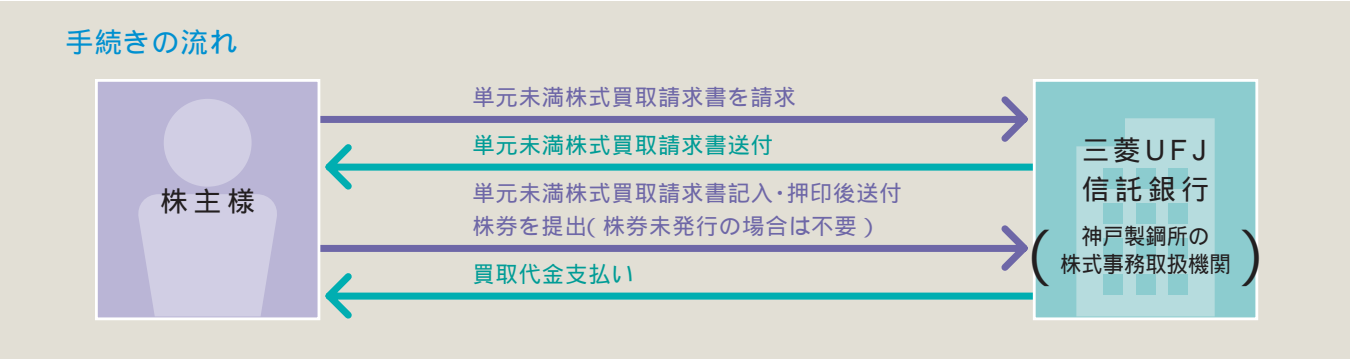 手続きの流れ
株主様
単元未満株式買取請求書を請求
単元未満株式買取請求書送付
単元未満株式買取請求書記入・押印後送付
株券を提出(株券未発行の場合は不要)
買取代金支払い
三菱UFJ
信託銀行
(神戸製鋼所の
株式事務取扱機関)